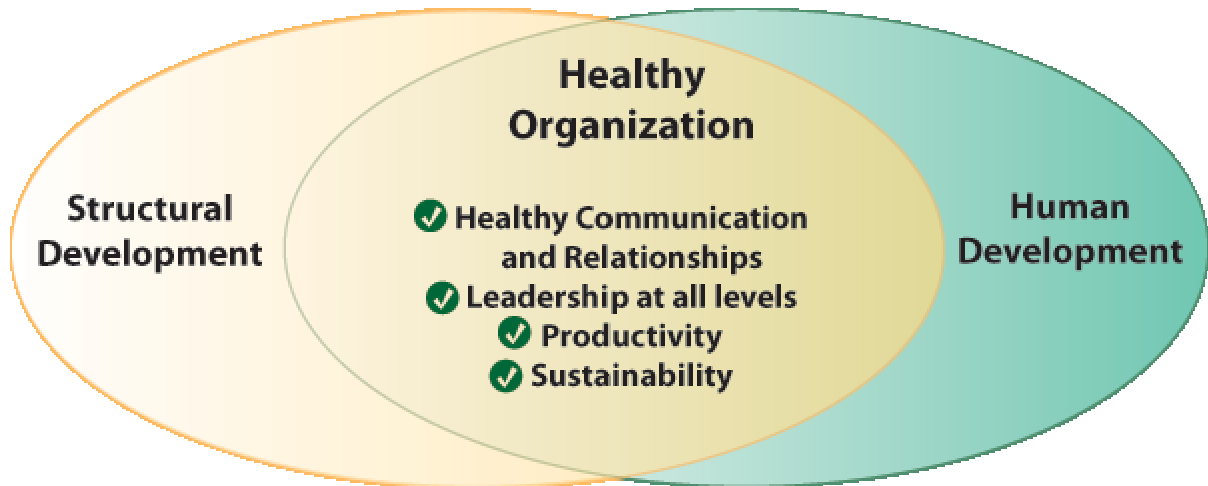 Healthy
Organization
Structural
Development
Healthy Communication
and Relationships
Leadership at all levels
Productivity
Sustainability
Human
Development